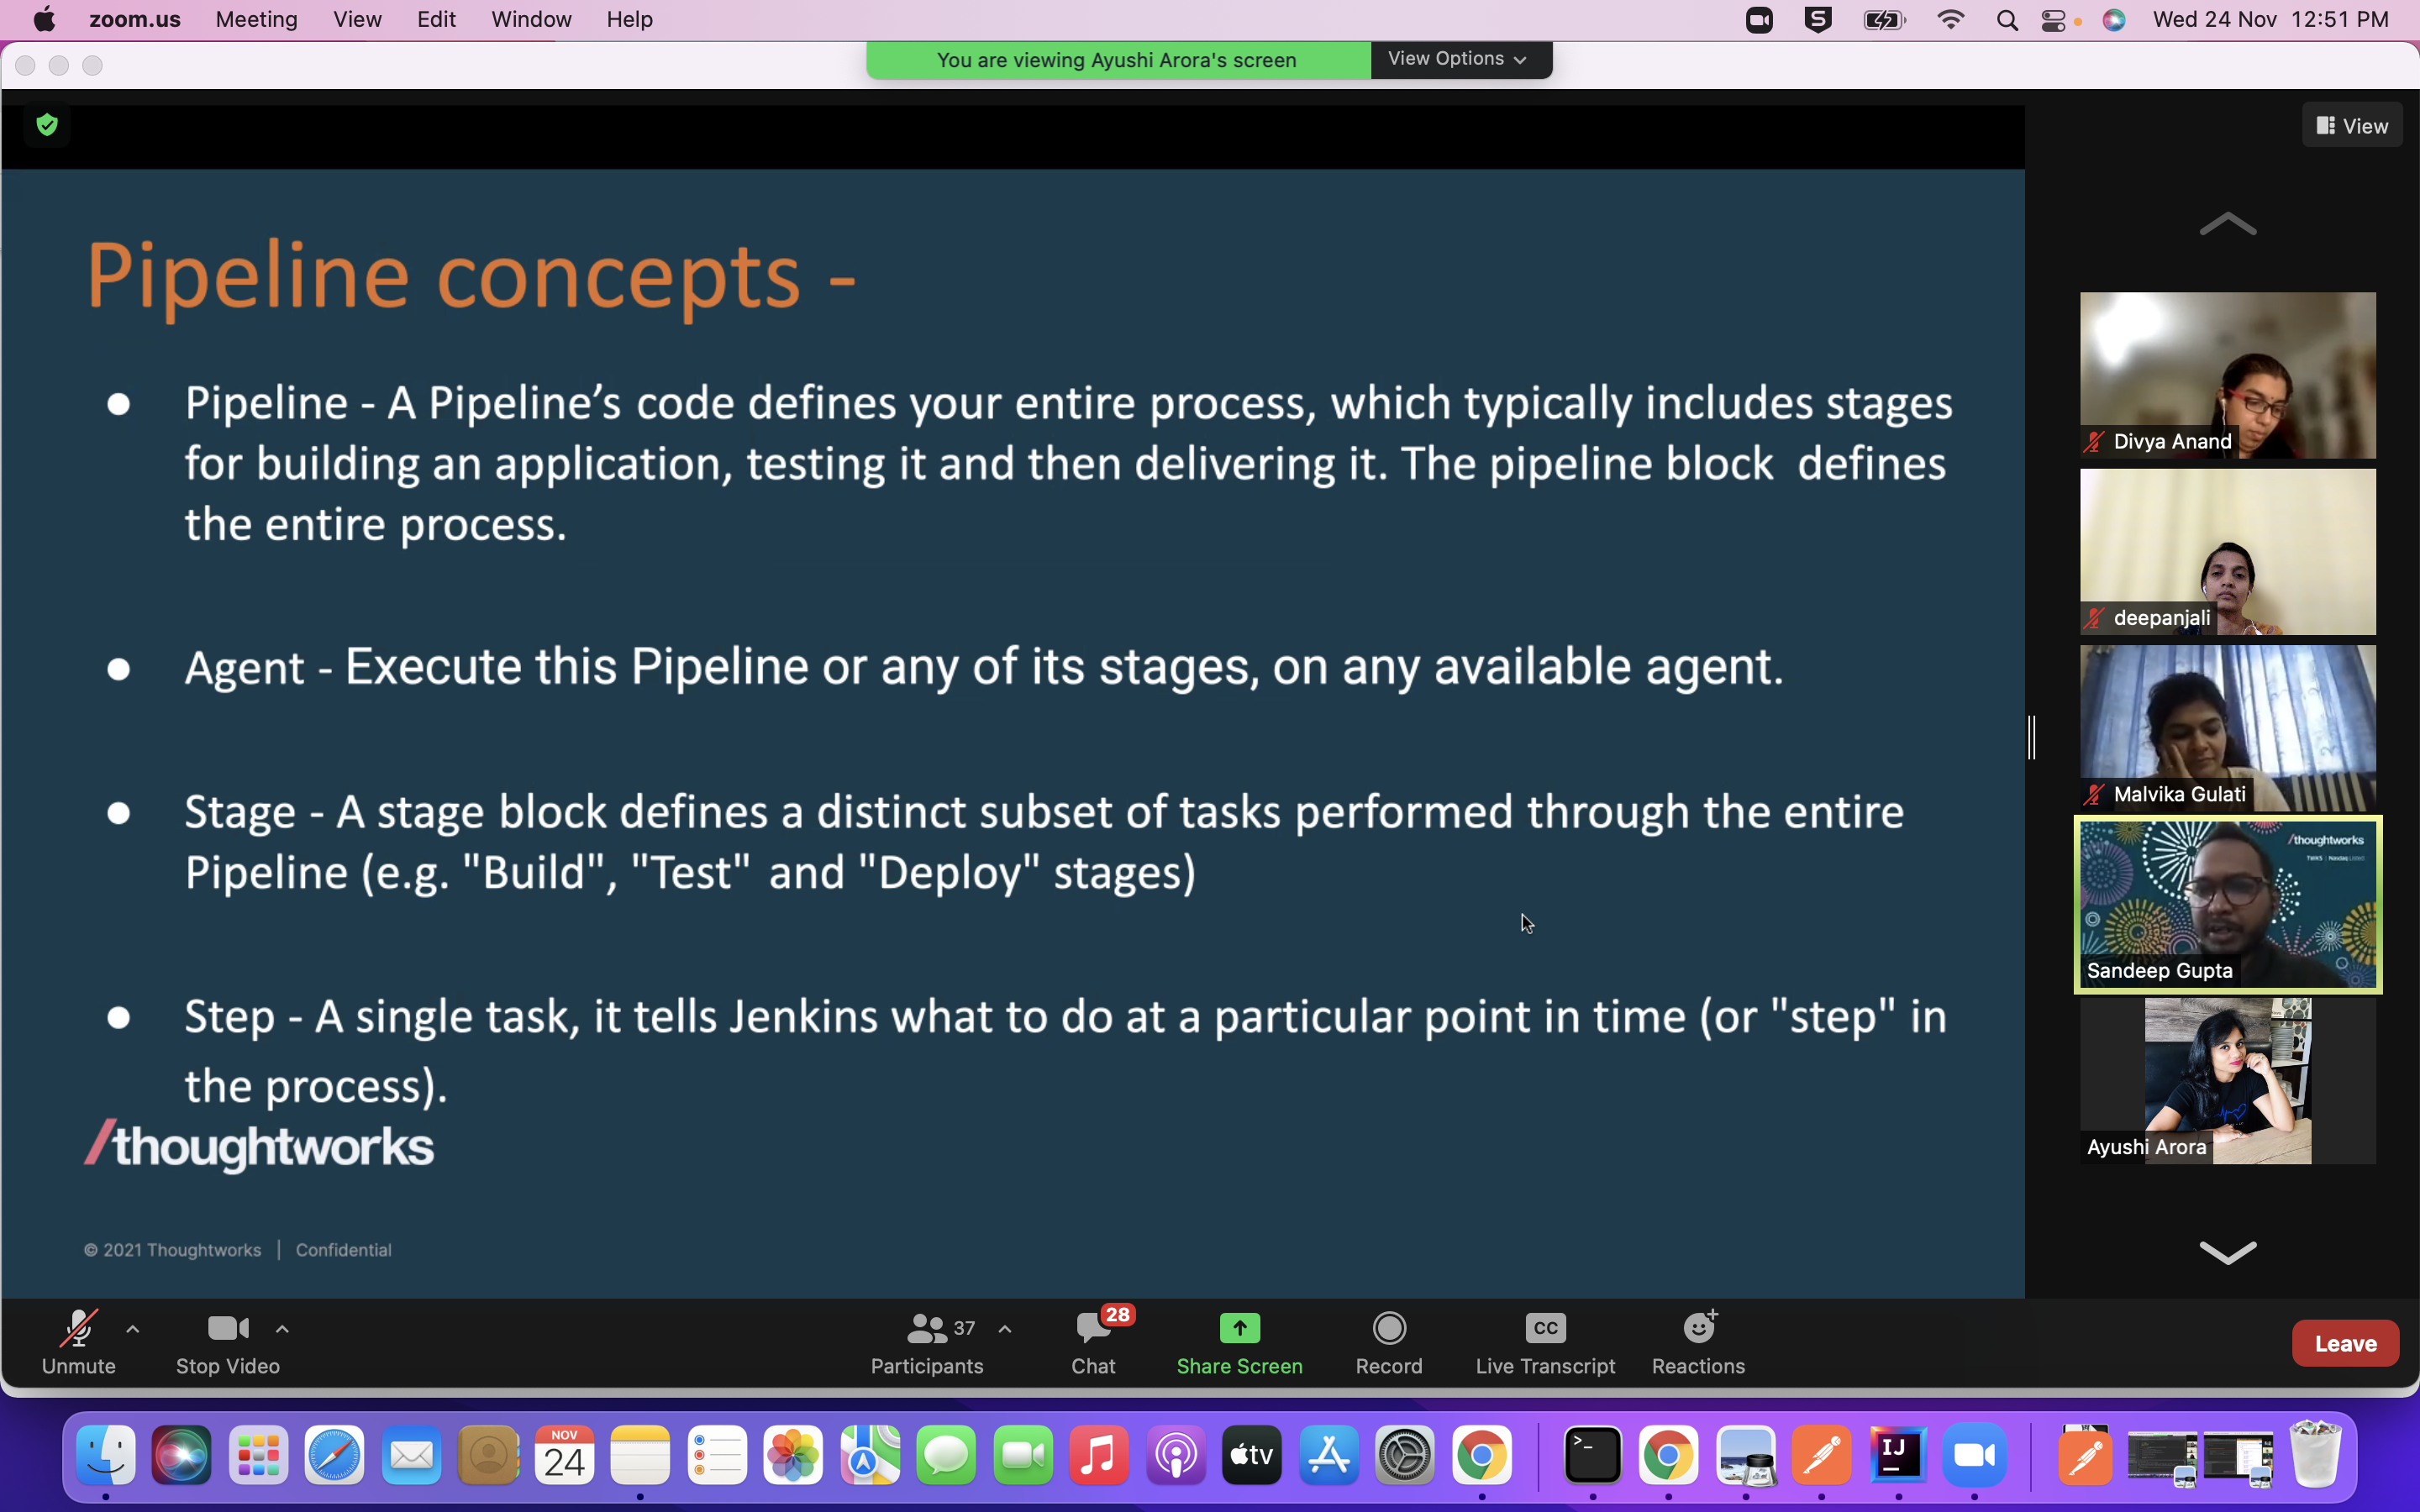 zoom.us Meeting View Edit Window Help Wed 24 Nov 12:51 PM
You are viewing Ayushi Arora's screen View Options
View
Pipeline concepts -
Pipeline - A Pipeline’s code defines your entire process, which typically includes stages
for building an application, testing it and then delivering it. The pipeline block defines
the entire process.
Agent - Execute this Pipeline or any of its stages, on any available agent.
Stage - A stage block defines a distinct subset of tasks performed through the entire
Pipeline (e.g. "Build", "Test" and "Deploy" stages)
Step - A single task, it tells Jenkins what to do at a particular point in time (or "step" in
the process).
/thoughtworks
© 2021 Thoughtworks | Confidential
Divya Anand
deepanjali
Malvika Gulati
/thoughtworks
Sandeep Gupta
Ayushi Arora
Unmute Stop Video 37 Participants 28 Chat Share Screen Record CC Live Transcript Reactions Leave
NOV
24
tv
>_
IJ